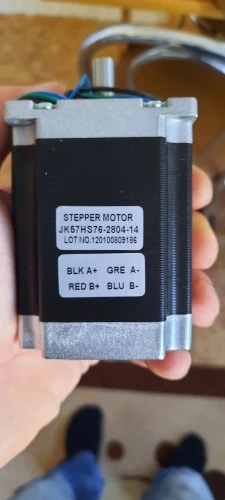 STEPPER MOTOR
JK57HS76-2804-14
LOT NO.120100809186
BLK A+ GRE A-
RED B+ BLU B-